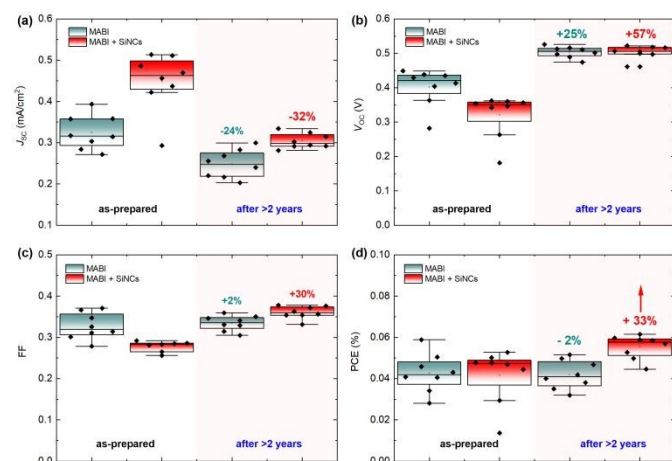 (a)
MABI
MABI + SiNCs
0.6
0.5
0.4
0.3
0.2
0.1
J_SC (mA/cm²)
-24%
-32%
as-prepared
after >2 years
(b)
MABI
MABI + SiNCs
0.6
0.5
0.4
0.3
0.2
0.1
0.0
V_OC (V)
+25%
+57%
as-prepared
after >2 years
(c)
MABI
MABI + SiNCs
0.5
0.4
0.3
0.2
0.1
0.0
FF
+2%
+30%
as-prepared
after >2 years
(d)
MABI
MABI + SiNCs
0.10
0.08
0.06
0.04
0.02
0.00
PCE (%)
- 2%
+ 33%
as-prepared
after >2 years